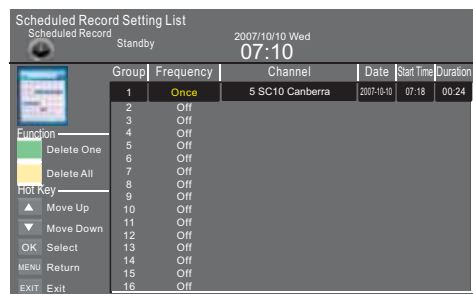 Scheduled Record Setting List
Scheduled Record
Standby
2007/10/10 Wed
07:10
Group Frequency Channel Date Start Time Duration
1 Once 5 SC10 Canberra 2007-10-10 07:18 00:24
2 Off
3 Off
4 Off
5 Off
6 Off
7 Off
8 Off
9 Off
10 Off
11 Off
12 Off
13 Off
14 Off
15 Off
16 Off
Function
Delete One
Delete All
Hot Key
Move Up
Move Down
OK Select
MENU Return
EXIT Exit